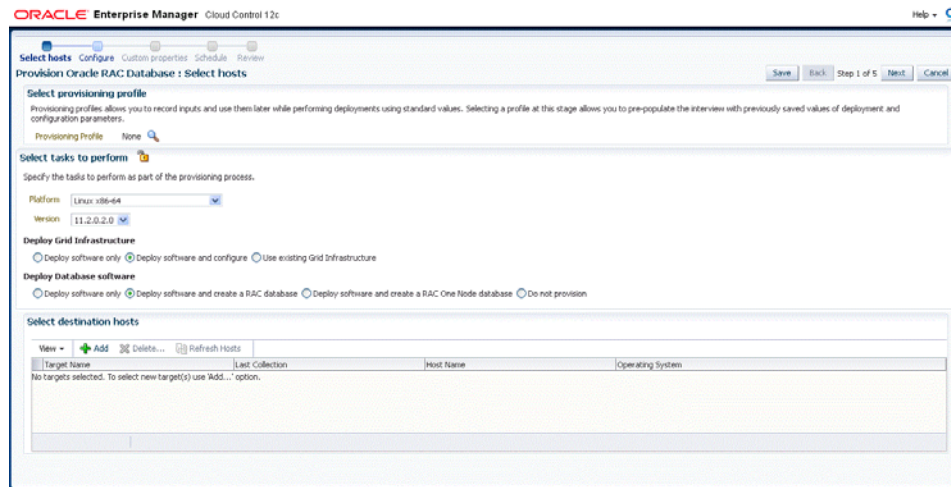 ORACLE Enterprise Manager Cloud Control 12c
Help
Select hosts Configure Custom properties Schedule Review
Provision Oracle RAC Database : Select hosts
Save Back Step 1 of 5 Next Cancel
Select provisioning profile
Provisioning profiles allows you to record inputs and use them later while performing deployments using standard values. Selecting a profile at this stage allows you to pre-populate the interview with previously saved values of deployment and
configuration parameters.
Provisioning Profile None
Select tasks to perform
Specify the tasks to perform as part of the provisioning process.
Platform Linux x86-64
Version 11.2.0.2.0
Deploy Grid Infrastructure
Deploy software only Deploy software and configure Use existing Grid Infrastructure
Deploy Database software
Deploy software only Deploy software and create a RAC database Deploy software and create a RAC One Node database Do not provision
Select destination hosts
View Add Delete... Refresh Hosts
Target Name Last Collection Host Name Operating System
No targets selected. To select new target(s) use 'Add...' option.